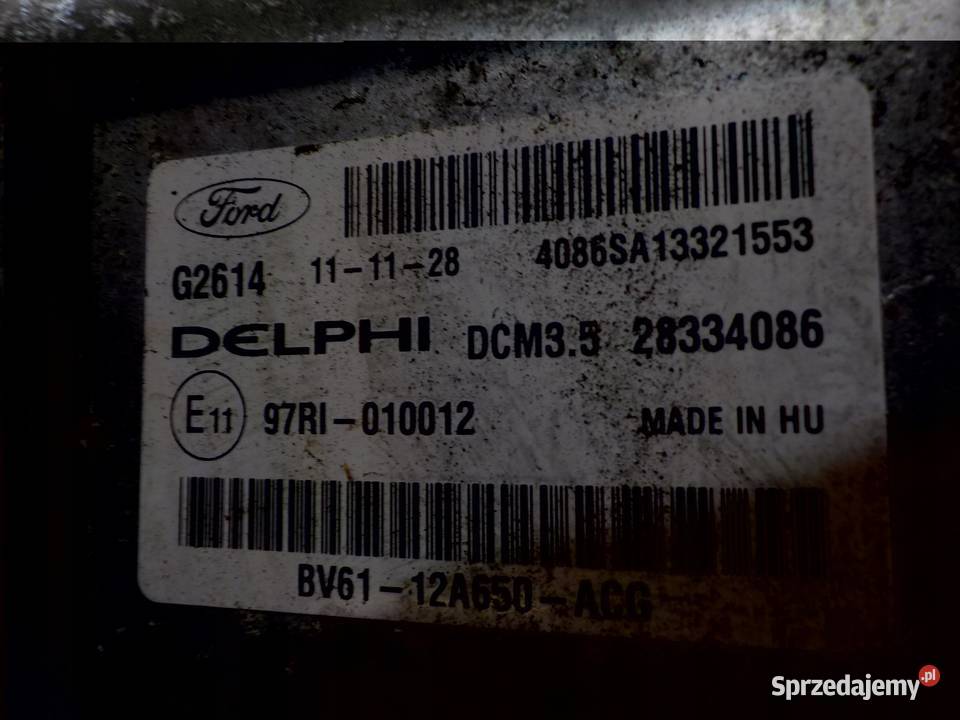 Ford
G2614 11-11-28 4086SA13321553
DELPHI DCM3.5 28334086
E11 97RI-010012 MADE IN HU
BV61-12A650-ACG
Sprzedajemy.pl